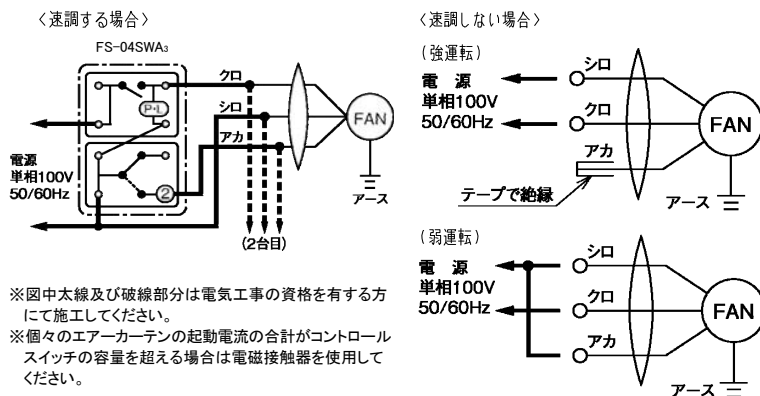 〈速調する場合〉
FS-04SWA₃
クロ
P・L
シロ
アカ
FAN
電源
単相100V
50/60Hz
2
アース
(2台目)
※図中太線及び破線部分は電気工事の資格を有する方
にて施工してください。
※個々のエアーカーテンの起動電流の合計がコントロール
スイッチの容量を超える場合は電磁接触器を使用して
ください。
〈速調しない場合〉
(強運転)
電 源
単相100V
50/60Hz
シロ
クロ
アカ
FAN
テープで絶縁
アース
(弱運転)
電 源
単相100V
50/60Hz
シロ
クロ
アカ
FAN
アース